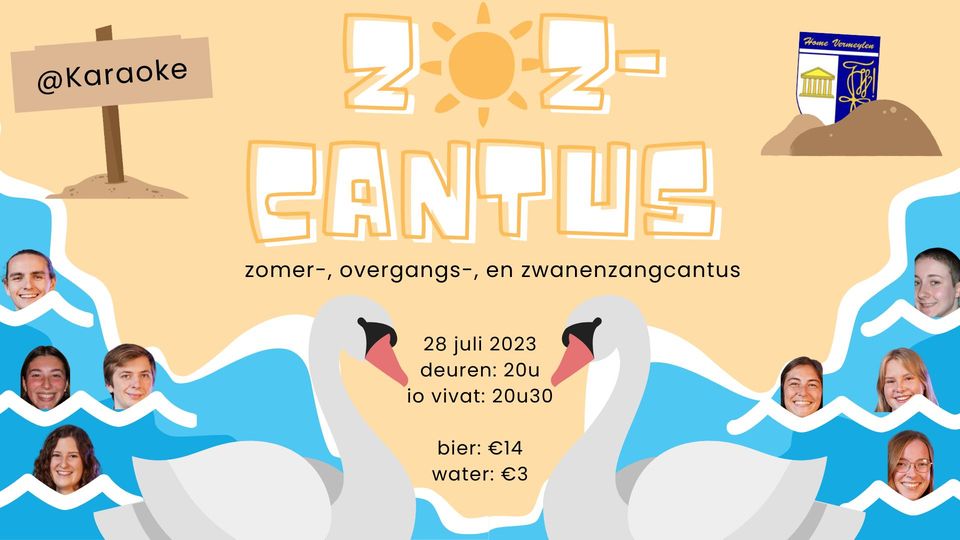 @Karaoke
ZOZ-
CANTUS
Home Vermeylen
zomer-, overgangs-, en zwanenzangcantus
28 juli 2023
deuren: 20u
io vivat: 20u30
bier: €14
water: €3